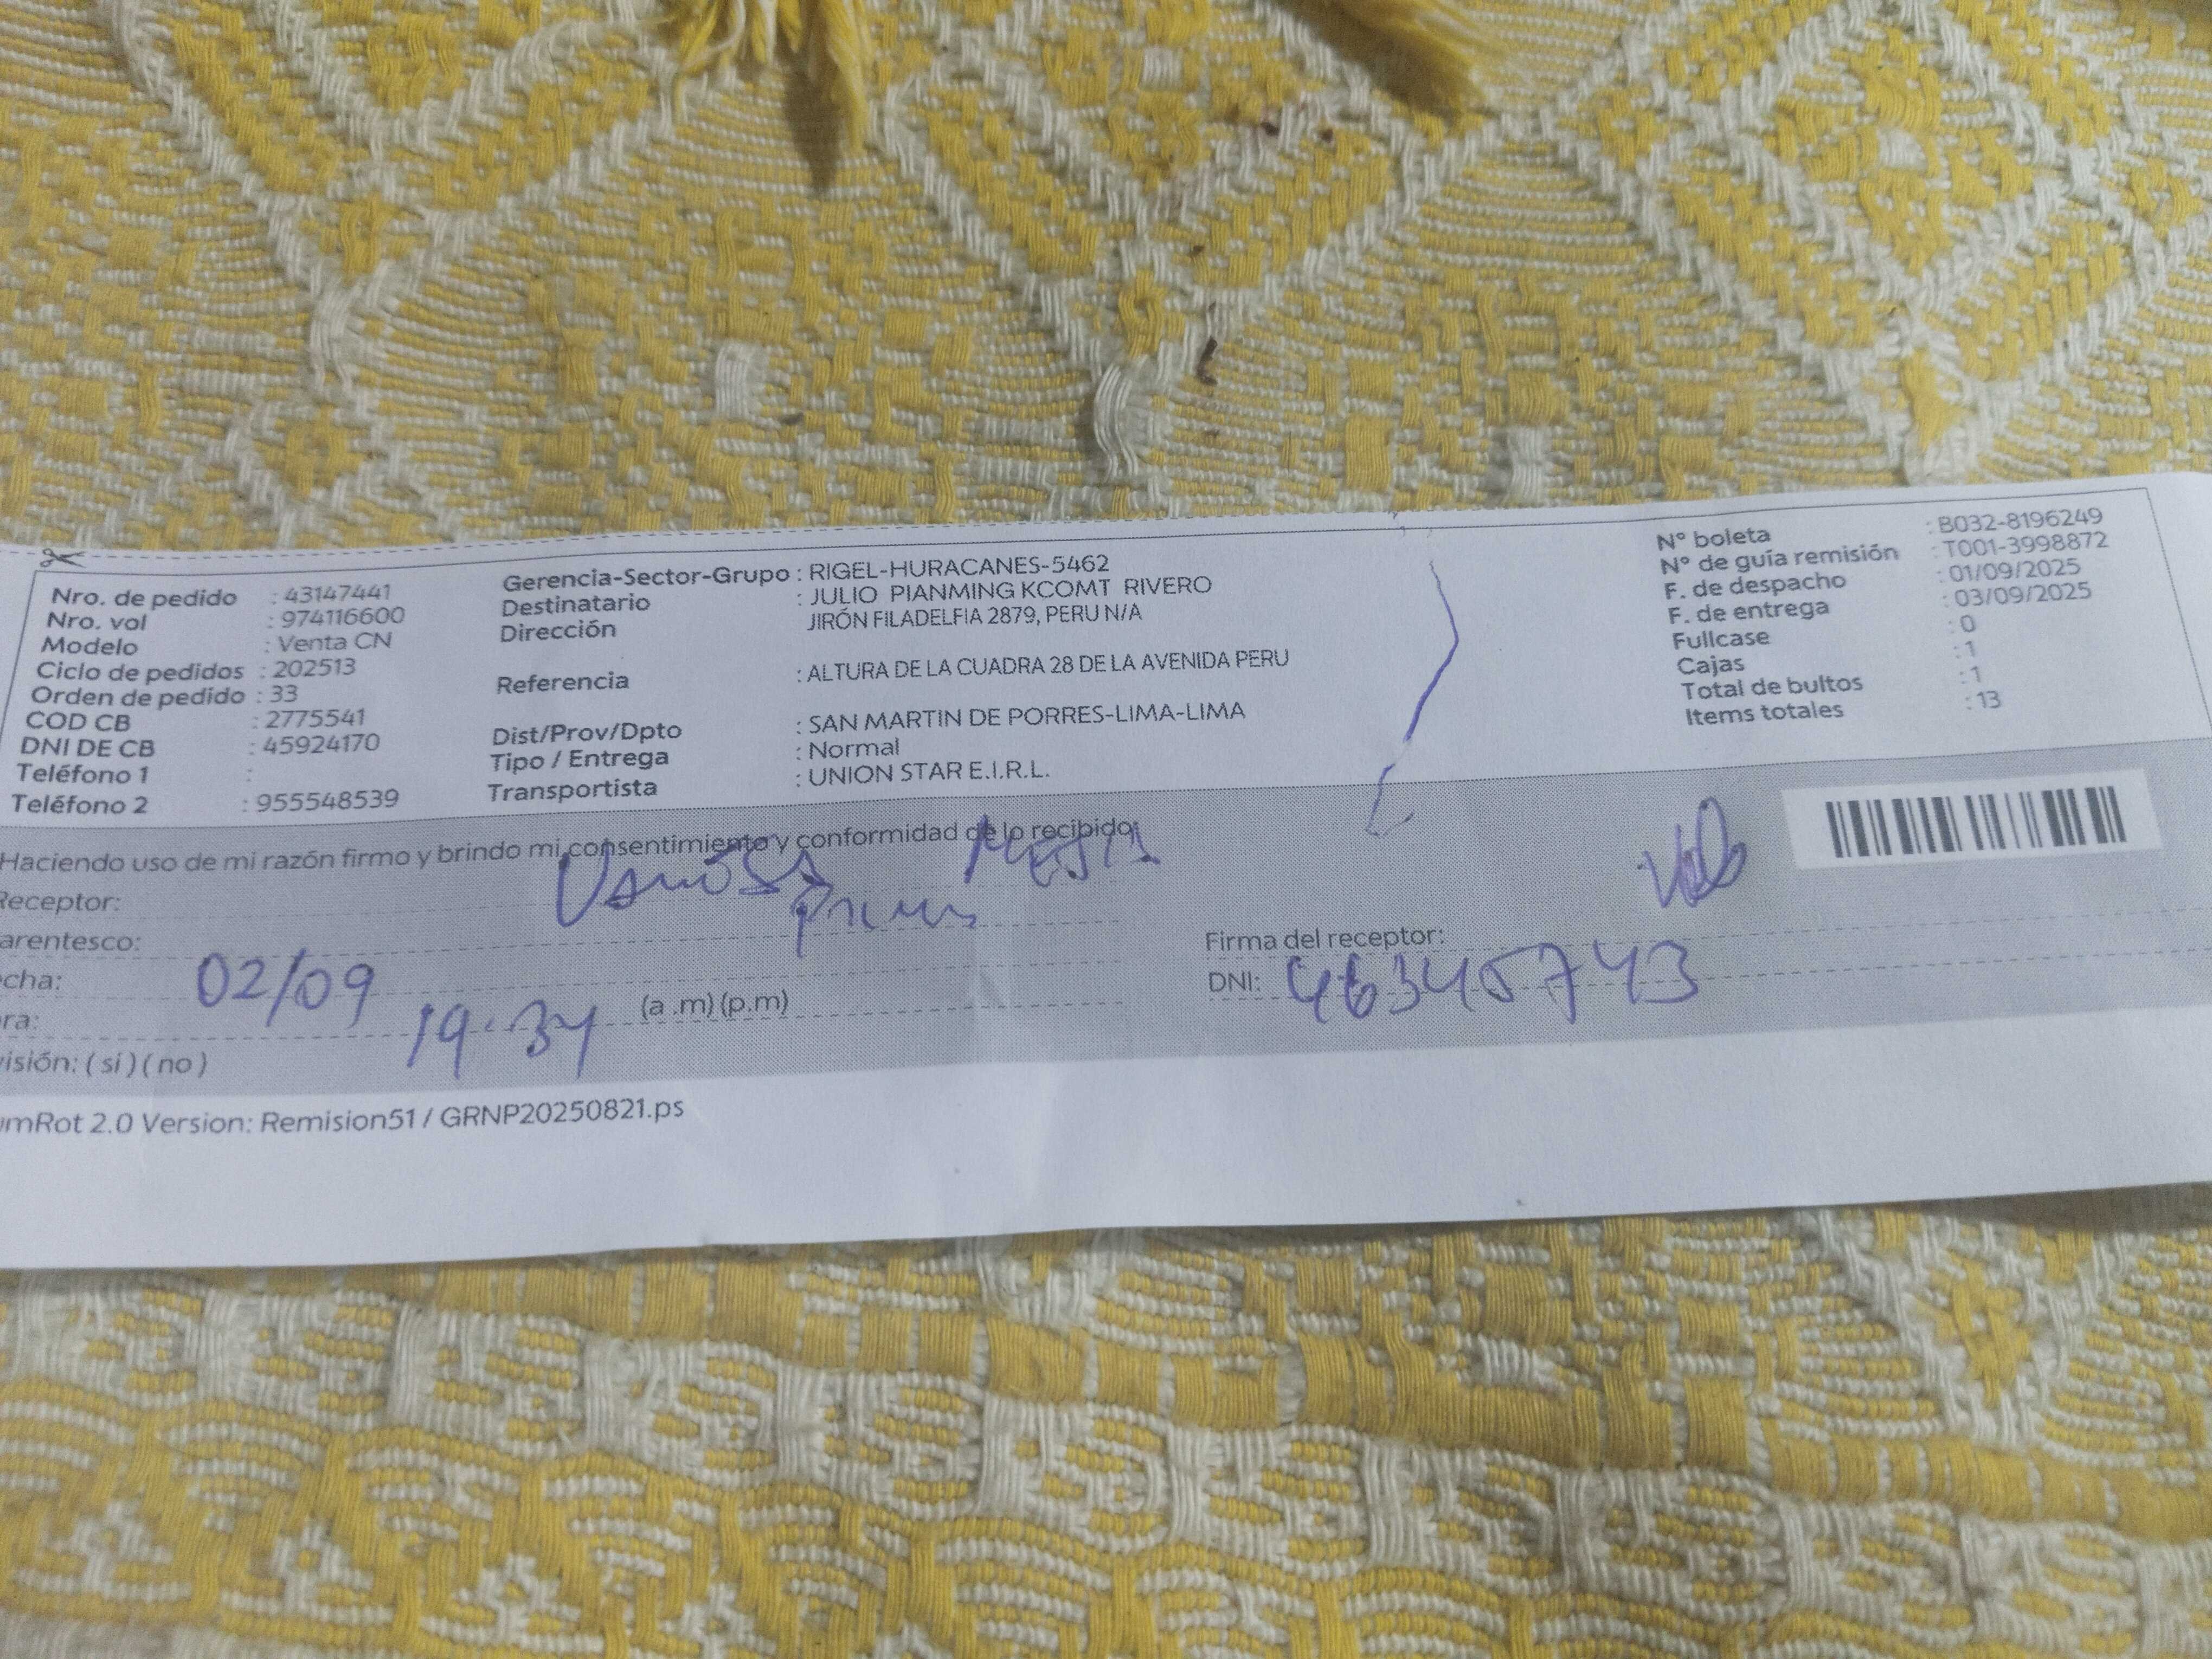 Nro. de pedido : 43147441
Nro. vol : 974116600
Modelo : Venta CN
Ciclo de pedidos : 202513
Orden de pedido : 33
COD CB : 2775541
DNI DE CB : 45924170
Teléfono 1 :
Teléfono 2 : 955548539
Gerencia-Sector-Grupo : RIGEL-HURACANES-5462
Destinatario : JULIO PIANMING KCOMT RIVERO
Dirección JIRÓN FILADELFIA 2879, PERU N/A
Referencia : ALTURA DE LA CUADRA 28 DE LA AVENIDA PERU
Dist/Prov/Dpto : SAN MARTIN DE PORRES-LIMA-LIMA
Tipo / Entrega : Normal
Transportista : UNION STAR E.I.R.L.
N° boleta : B032-8196249
N° de guía remisión : T001-3998872
F. de despacho : 01/09/2025
F. de entrega : 03/09/2025
Fullcase : 0
Cajas : 1
Total de bultos : 1
Items totales : 13
Haciendo uso de mi razón firmo y brindo mi consentimiento y conformidad de lo recibido:
Receptor:
arentesco:
cha: 02/09
ra: 19:34 (a .m) (p.m)
isión: ( si ) ( no )
Firma del receptor:
DNI: 46345743
mRot 2.0 Version: Remision51 / GRNP20250821.ps